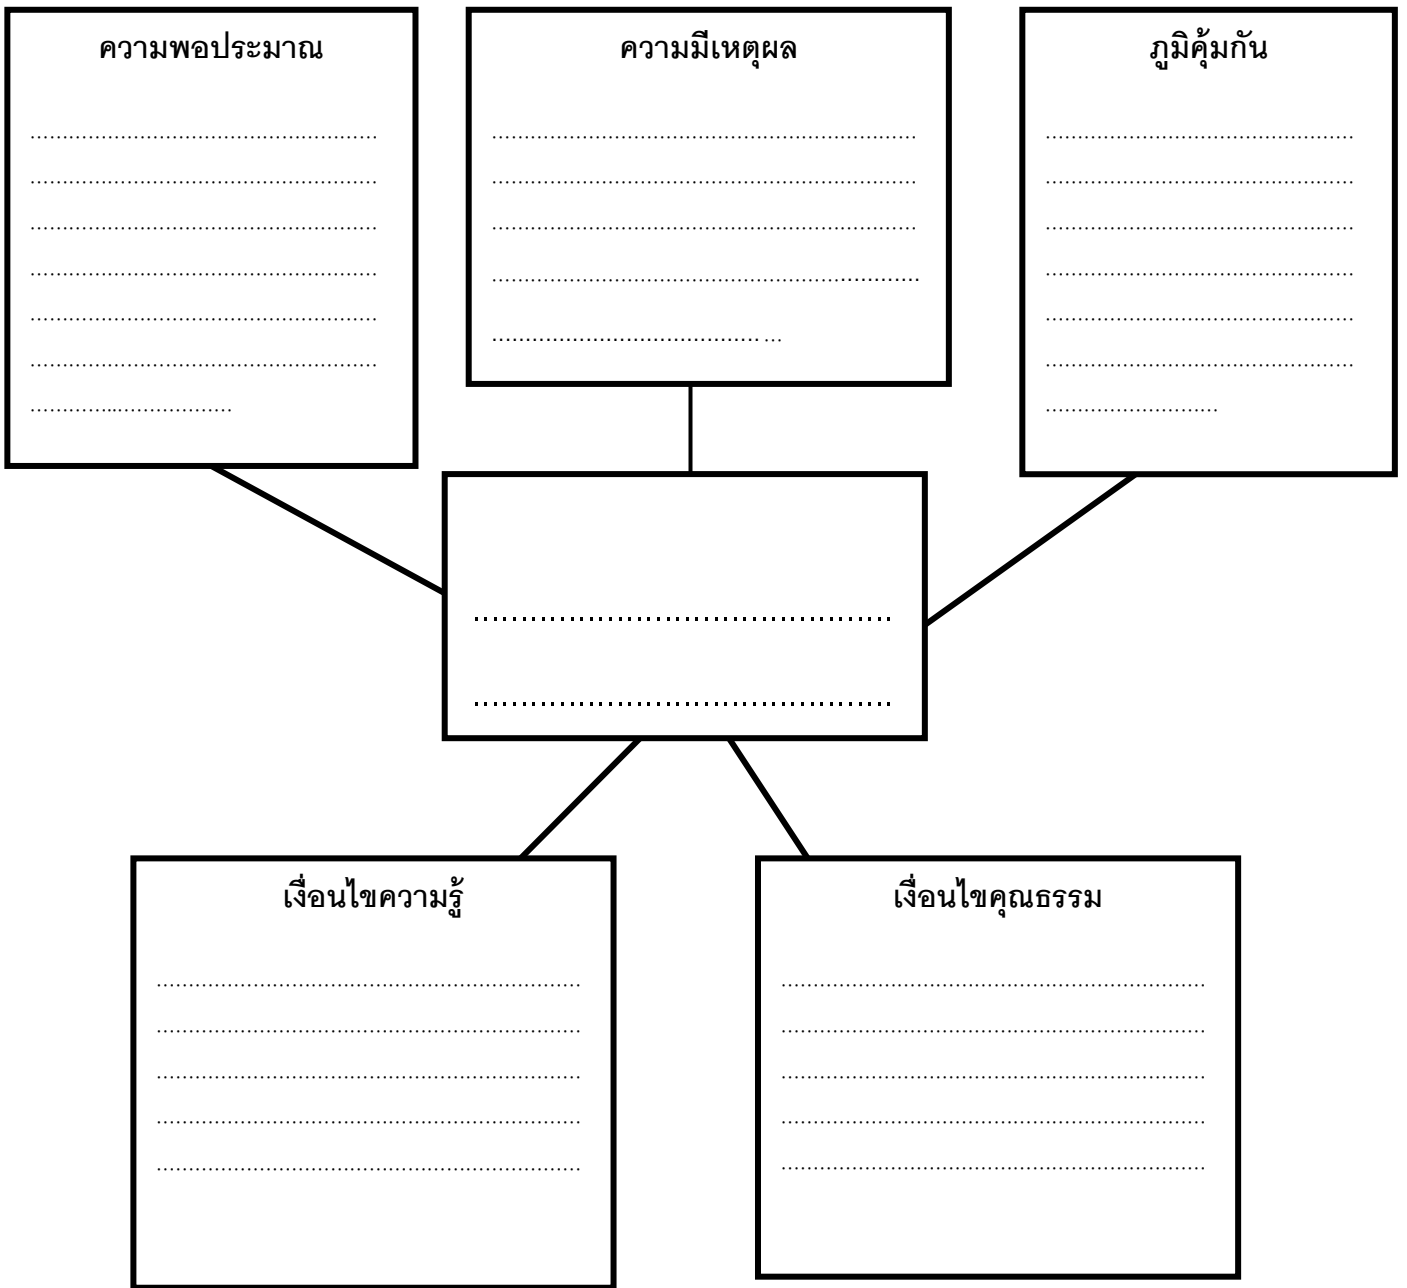 ความพอประมาณ
ความมีเหตุผล
ภูมิคุ้มกัน
เงื่อนไขความรู้
เงื่อนไขคุณธรรม